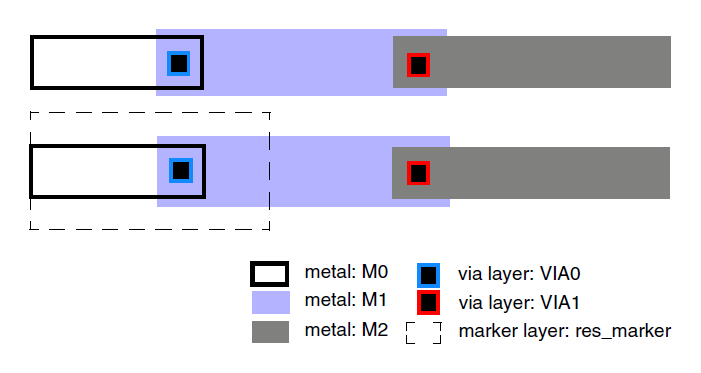 metal: M0
via layer: VIA0
metal: M1
via layer: VIA1
metal: M2
marker layer: res_marker